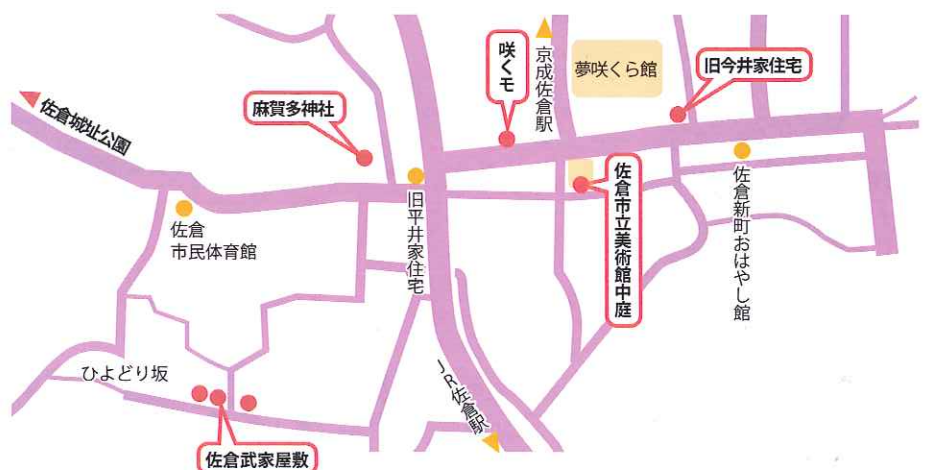 佐倉城址公園
麻賀多神社
咲くモ
京成佐倉駅
夢咲くら館
旧今井家住宅
佐倉
市民体育館
旧平井家住宅
佐倉市立美術館中庭
佐倉新町おはやし館
ひよどり坂
JR佐倉駅
佐倉武家屋敷